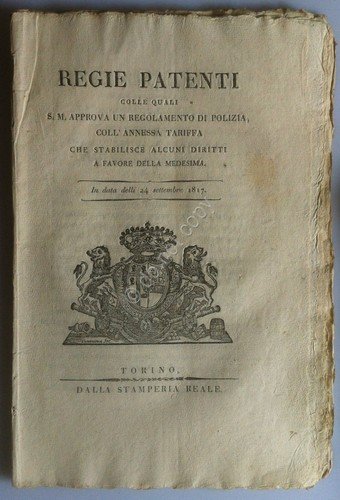 REGIE PATENTI
COLLE QUALI
S. M. APPROVA UN REGOLAMENTO DI POLIZIA,
COLL'ANNESSA TARIFFA
CHE STABILISCE ALCUNI DIRITTI
A FAVORE DELLA MEDESIMA.
In data delli 24 settembre 1817.
TORINO,
DALLA STAMPERIA REALE.